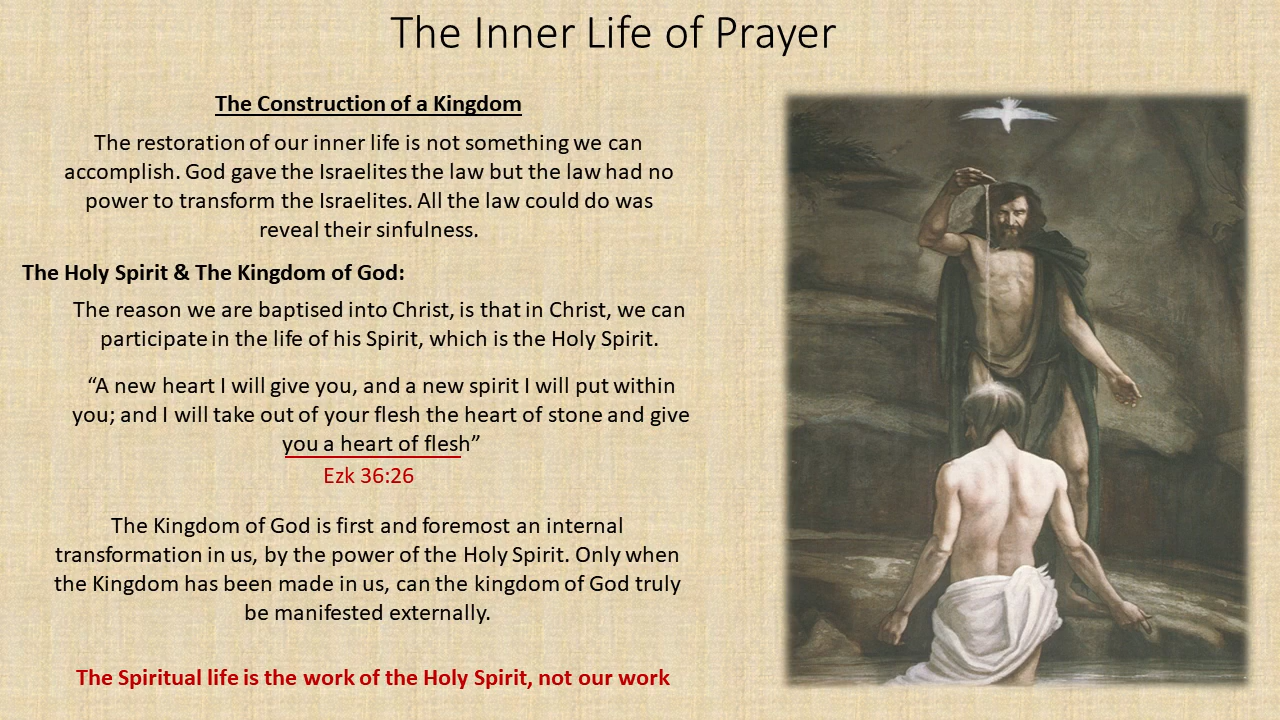 The Inner Life of Prayer
The Construction of a Kingdom
The restoration of our inner life is not something we can
accomplish. God gave the Israelites the law but the law had no
power to transform the Israelites. All the law could do was
reveal their sinfulness.
The Holy Spirit & The Kingdom of God:
The reason we are baptised into Christ, is that in Christ, we can
participate in the life of his Spirit, which is the Holy Spirit.
“A new heart I will give you, and a new spirit I will put within
you; and I will take out of your flesh the heart of stone and give
you a heart of flesh”
Ezk 36:26
The Kingdom of God is first and foremost an internal
transformation in us, by the power of the Holy Spirit. Only when
the Kingdom has been made in us, can the kingdom of God truly
be manifested externally.
The Spiritual life is the work of the Holy Spirit, not our work